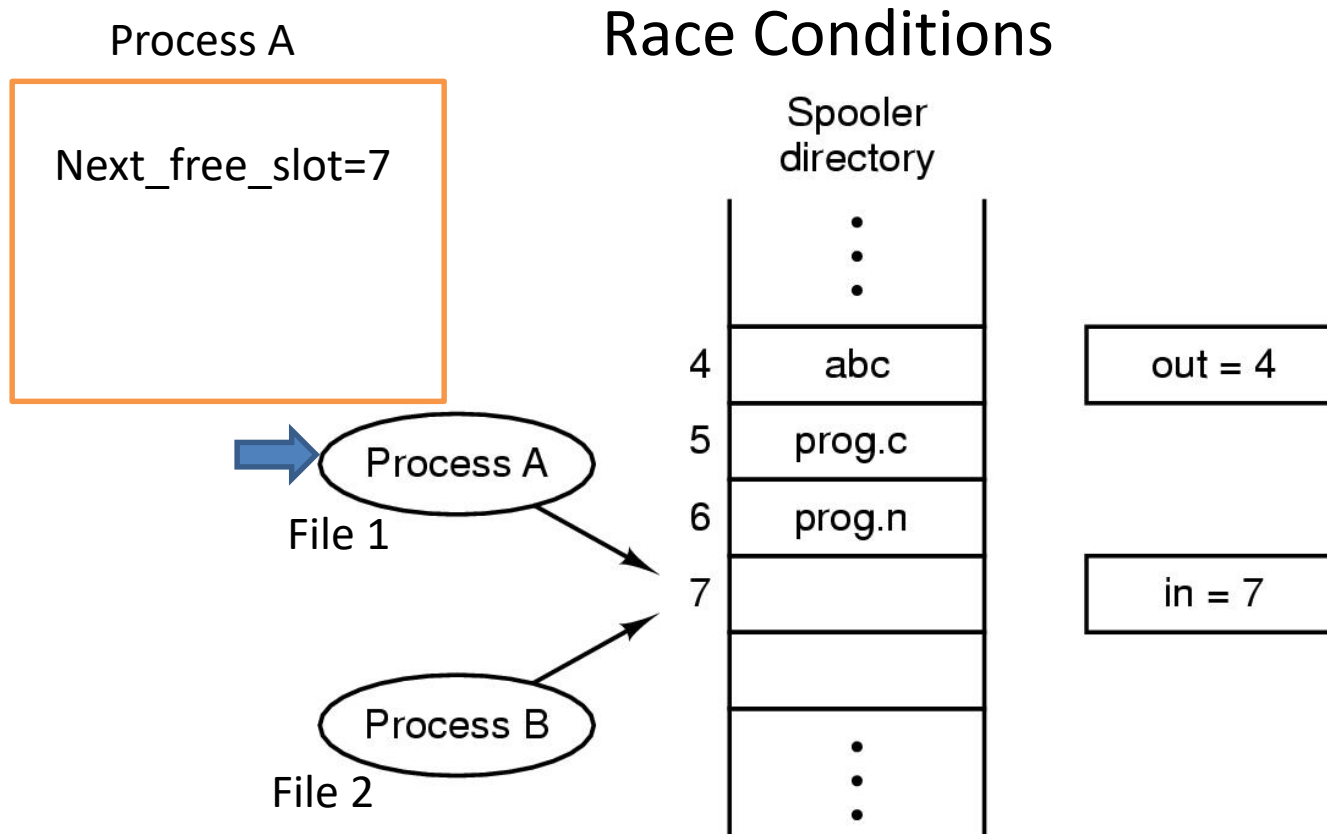 Race Conditions
Process A
Next_free_slot=7
Spooler
directory
4 abc out = 4
5 prog.c
6 prog.n
7 in = 7
Process A
File 1
Process B
File 2